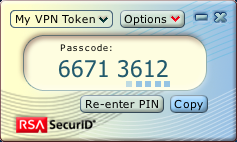 My VPN Token Options
Passcode:
6671 3612
Re-enter PIN Copy
RSA SecurID®